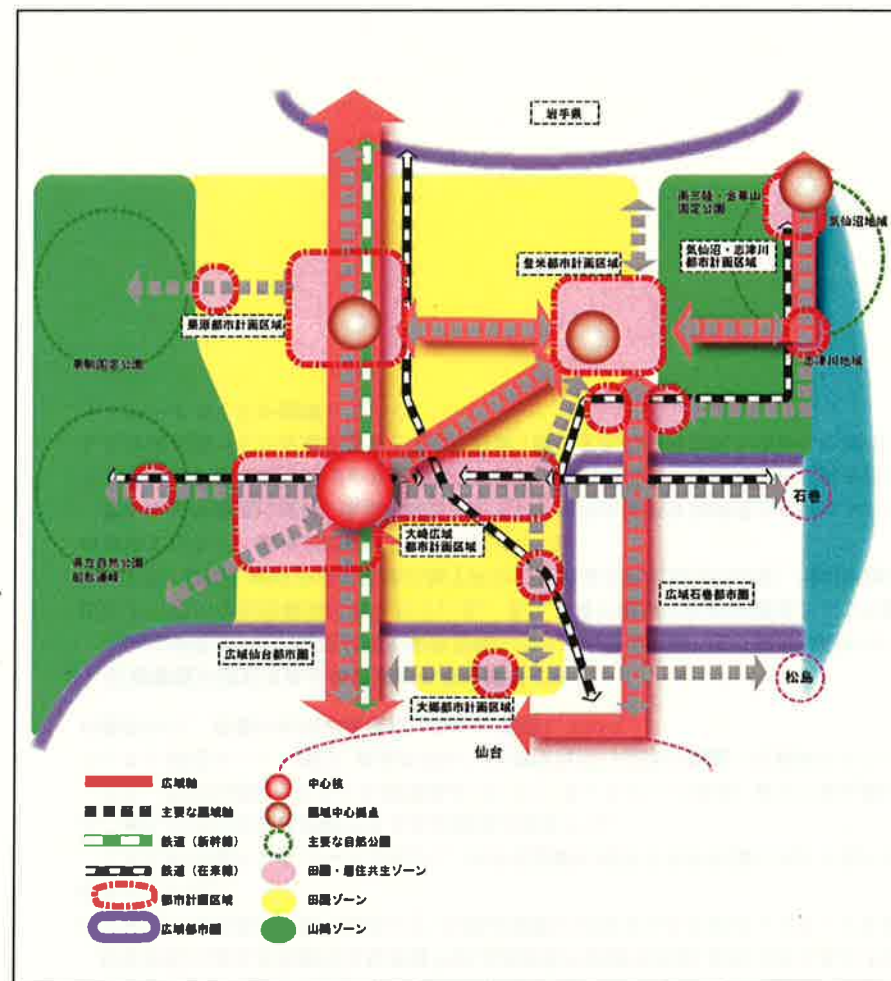 岩手県
南三陸・金華山
国定公園
気仙沼地域
気仙沼・志津川
都市計画区域
登米都市計画区域
栗原都市計画区域
栗駒国定公園
志津川地域
石巻
大崎広域
都市計画区域
県立自然公園
船形連峰
広域石巻都市圏
広域仙台都市圏
松島
大郷都市計画区域
仙台
広域軸
中心核
主要な圏域軸
圏域中心拠点
鉄道（新幹線）
主要な自然公園
鉄道（在来線）
田園・居住共生ゾーン
都市計画区域
田園ゾーン
広域都市圏
山間ゾーン